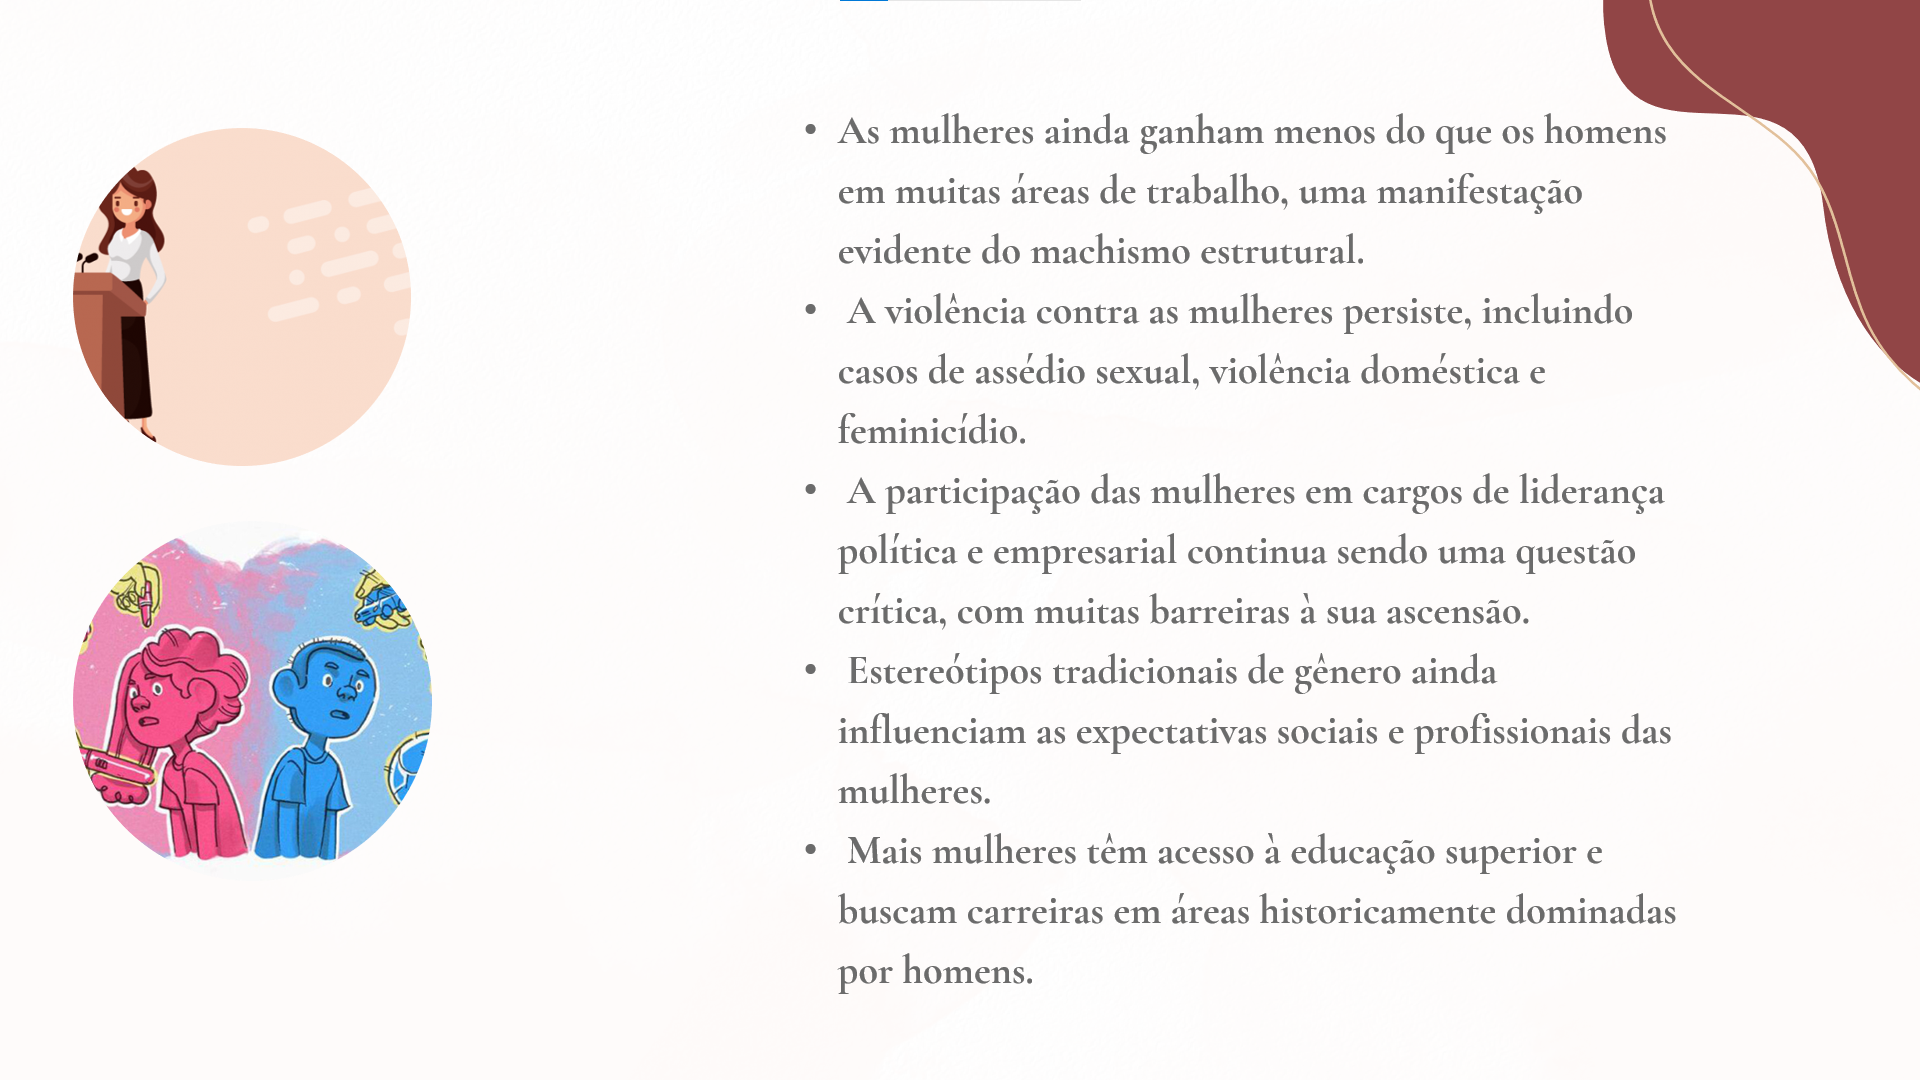 • As mulheres ainda ganham menos do que os homens
em muitas áreas de trabalho, uma manifestação
evidente do machismo estrutural.
• A violência contra as mulheres persiste, incluindo
casos de assédio sexual, violência doméstica e
feminicídio.
• A participação das mulheres em cargos de liderança
política e empresarial continua sendo uma questão
crítica, com muitas barreiras à sua ascensão.
• Estereótipos tradicionais de gênero ainda
influenciam as expectativas sociais e profissionais das
mulheres.
• Mais mulheres têm acesso à educação superior e
buscam carreiras em áreas historicamente dominadas
por homens.